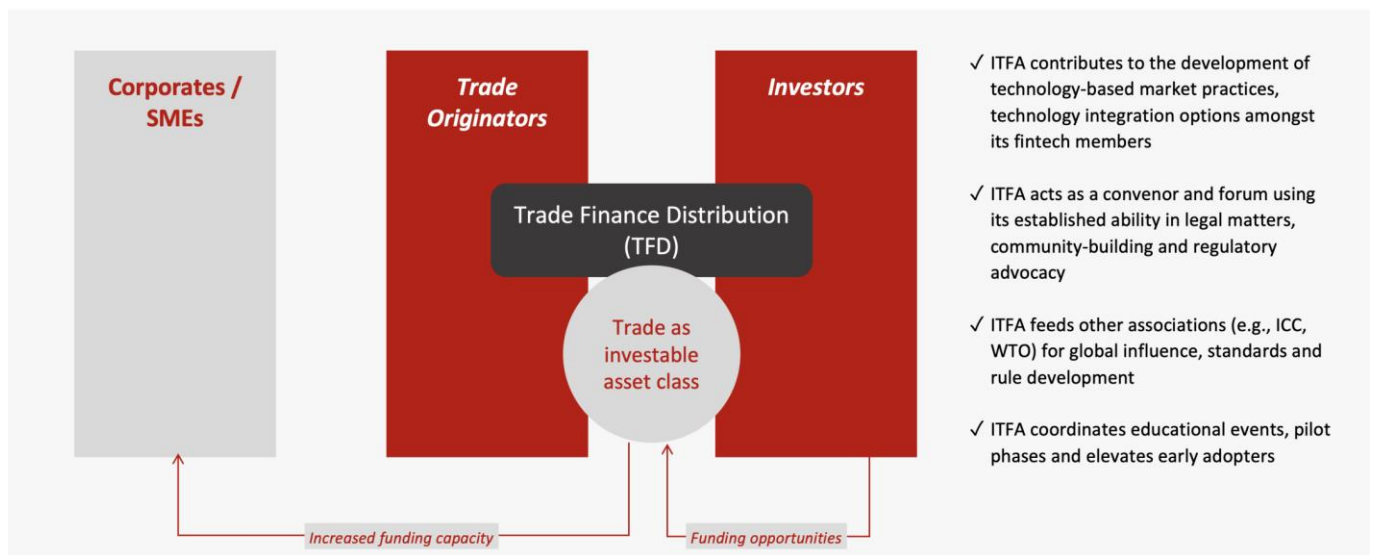 Corporates /
SMEs
Trade
Originators
Investors
Trade Finance Distribution
(TFD)
Trade as
investable
asset class
Increased funding capacity
Funding opportunities
✓ ITFA contributes to the development of
technology-based market practices,
technology integration options amongst
its fintech members
✓ ITFA acts as a convenor and forum using
its established ability in legal matters,
community-building and regulatory
advocacy
✓ ITFA feeds other associations (e.g., ICC,
WTO) for global influence, standards and
rule development
✓ ITFA coordinates educational events, pilot
phases and elevates early adopters